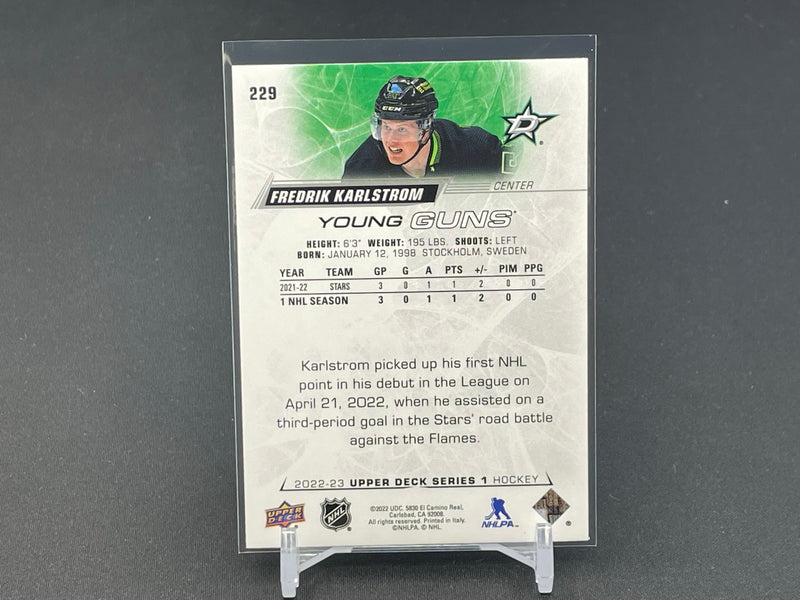 229
CCM
D
CENTER
FREDRIK KARLSTROM
YOUNG GUNS
HEIGHT: 6'3" WEIGHT: 195 LBS. SHOOTS: LEFT
BORN: JANUARY 12, 1998 STOCKHOLM, SWEDEN
YEAR TEAM GP G A PTS +/- PIM PPG
2021-22 STARS 3 0 1 1 2 0 0
1 NHL SEASON 3 0 1 1 2 0 0
Karlstrom picked up his first NHL
point in his debut in the League on
April 21, 2022, when he assisted on a
third-period goal in the Stars' road battle
against the Flames.
2022-23 UPPER DECK SERIES 1 HOCKEY
UPPER DECK
NHL
©2022 UDC. 5830 El Camino Real,
Carlsbad, CA 92008.
All rights reserved. Printed in Italy.
©NHLPA. © NHL.
NHLPA